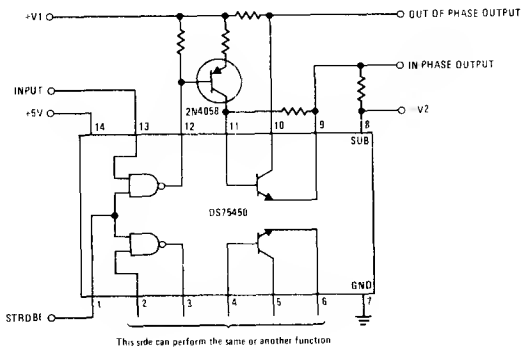 +V1
OUT OF PHASE OUTPUT
IN PHASE OUTPUT
INPUT
2N4058
-V2
+5V
14 13 12 11 10 9 8
SUB
DS75450
GND
1 2 3 4 5 6 7
STROBE
This side can perform the same or another function